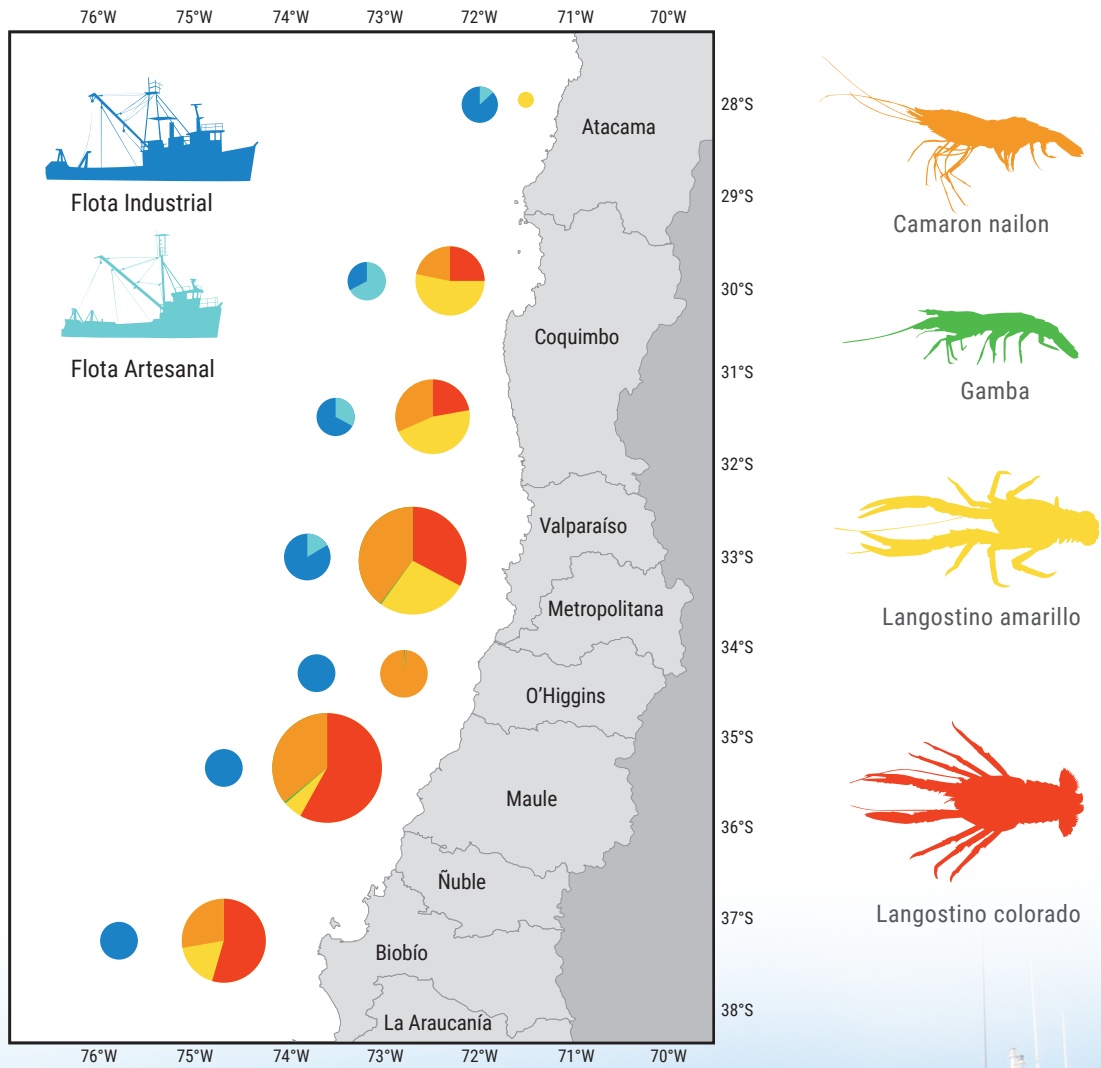 76°W 75°W 74°W 73°W 72°W 71°W 70°W
Flota Industrial
Flota Artesanal
Atacama
Coquimbo
Valparaíso
Metropolitana
O'Higgins
Maule
Ñuble
Biobío
La Araucanía
28°S
29°S
30°S
31°S
32°S
33°S
34°S
35°S
36°S
37°S
38°S
76°W 75°W 74°W 73°W 72°W 71°W 70°W
Camaron nailon
Gamba
Langostino amarillo
Langostino colorado